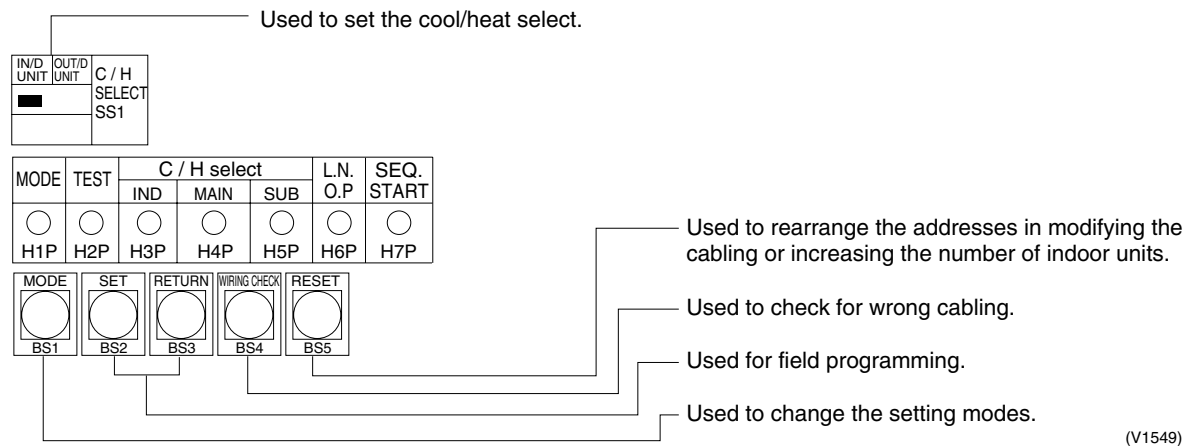 Used to set the cool/heat select.
IN/D UNIT OUT/D UNIT
C / H SELECT SS1
MODE TEST C / H select L.N. O.P SEQ. START
IND MAIN SUB
H1P H2P H3P H4P H5P H6P H7P
MODE SET RETURN WIRING CHECK RESET
BS1 BS2 BS3 BS4 BS5
Used to rearrange the addresses in modifying the
cabling or increasing the number of indoor units.
Used to check for wrong cabling.
Used for field programming.
Used to change the setting modes.
(V1549)